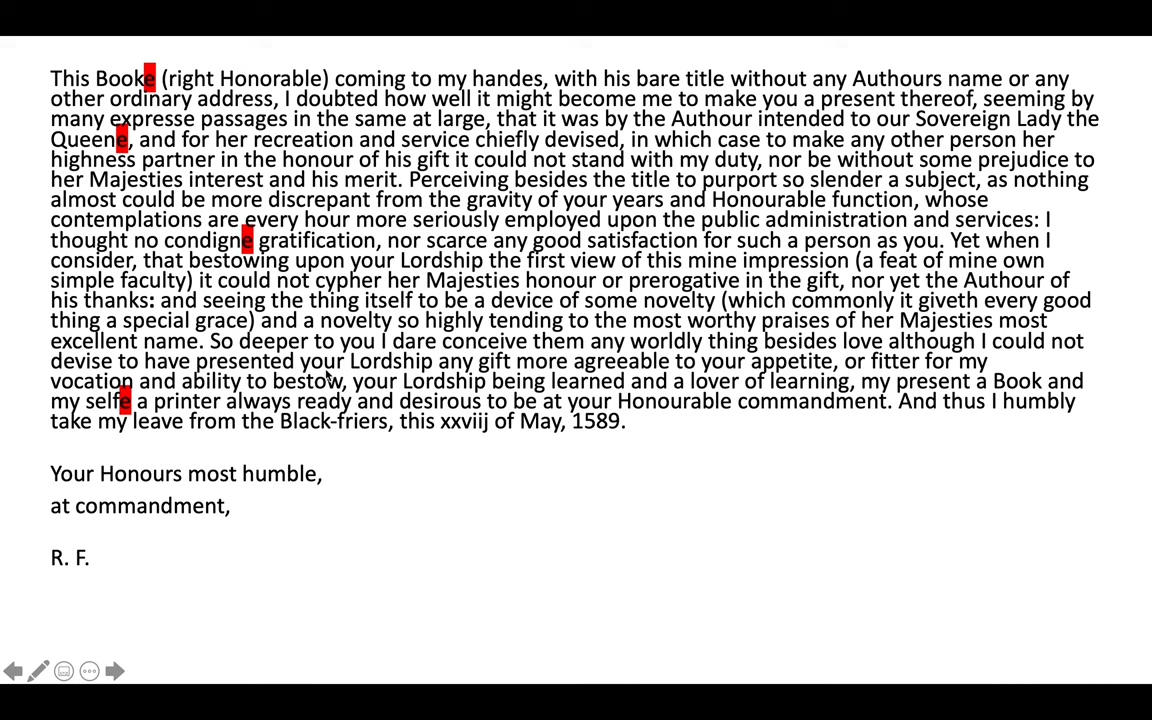 This Booke (right Honorable) coming to my handes, with his bare title without any Authours name or any
other ordinary address, I doubted how well it might become me to make you a present thereof, seeming by
many expresse passages in the same at large, that it was by the Authour intended to our Sovereign Lady the
Queene, and for her recreation and service chiefly devised, in which case to make any other person her
highness partner in the honour of his gift it could not stand with my duty, nor be without some prejudice to
her Majesties interest and his merit. Perceiving besides the title to purport so slender a subject, as nothing
almost could be more discrepant from the gravity of your years and Honourable function, whose
contemplations are every hour more seriously employed upon the public administration and services: I
thought no condigne gratification, nor scarce any good satisfaction for such a person as you. Yet when I
consider, that bestowing upon your Lordship the first view of this mine impression (a feat of mine own
simple faculty) it could not cypher her Majesties honour or prerogative in the gift, nor yet the Authour of
his thanks: and seeing the thing itself to be a device of some novelty (which commonly it giveth every good
thing a special grace) and a novelty so highly tending to the most worthy praises of her Majesties most
excellent name. So deeper to you I dare conceive them any worldly thing besides love although I could not
devise to have presented your Lordship any gift more agreeable to your appetite, or fitter for my
vocation and ability to bestow, your Lordship being learned and a lover of learning, my present a Book and
my selfe a printer always ready and desirous to be at your Honourable commandment. And thus I humbly
take my leave from the Black-friers, this xxviij of May, 1589.
Your Honours most humble,
at commandment,
R. F.